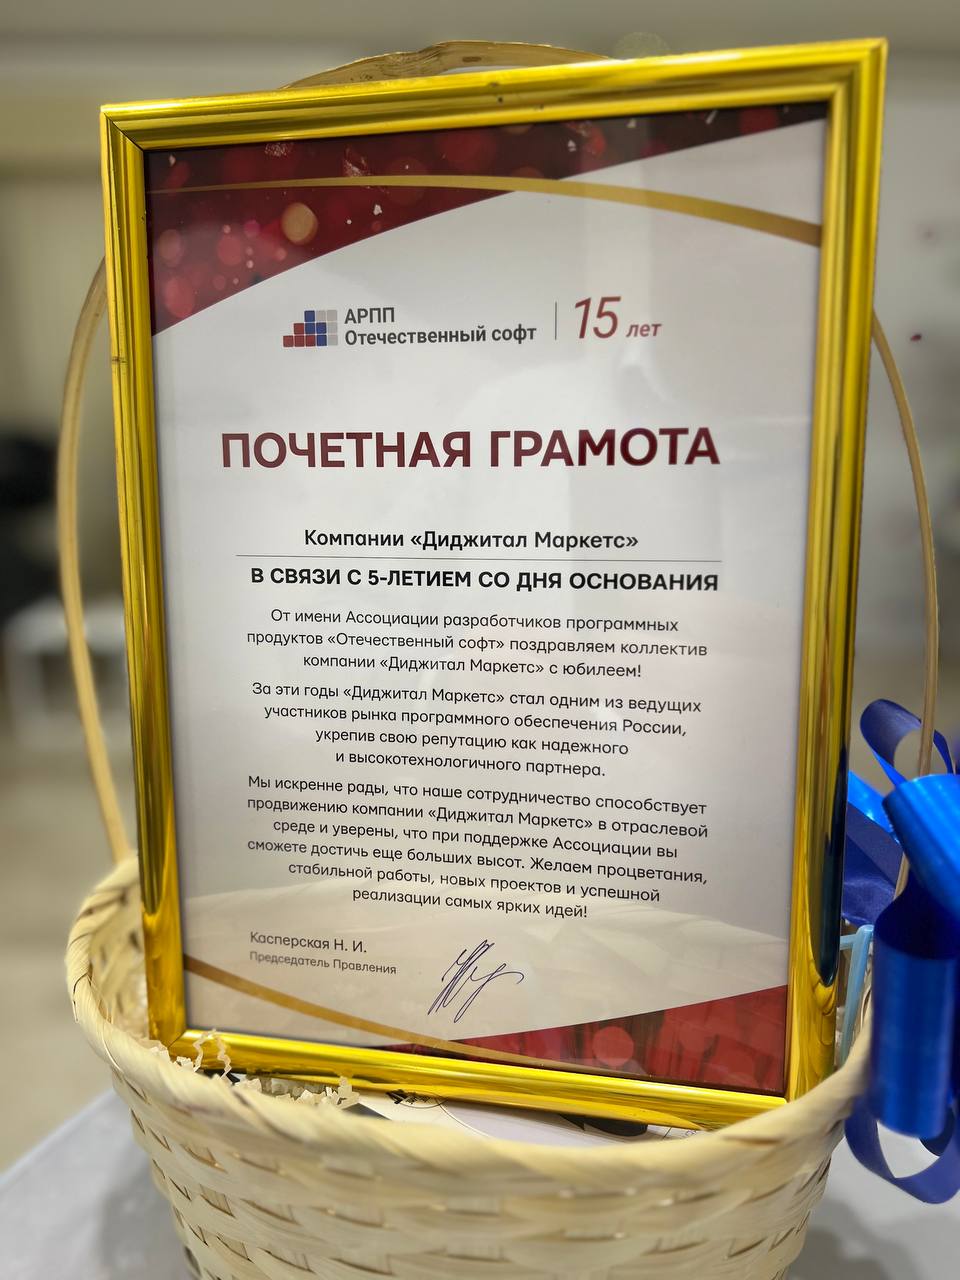 АРПП
Отечественный софт
15 лет
ПОЧЕТНАЯ ГРАМОТА
Компании «Диджитал Маркетс»
В СВЯЗИ С 5-ЛЕТИЕМ СО ДНЯ ОСНОВАНИЯ
От имени Ассоциации разработчиков программных
продуктов «Отечественный софт» поздравляем коллектив
компании «Диджитал Маркетс» с юбилеем!
За эти годы «Диджитал Маркетс» стал одним из ведущих
участников рынка программного обеспечения России,
укрепив свою репутацию как надежного
и высокотехнологичного партнера.
Мы искренне рады, что наше сотрудничество способствует
продвижению компании «Диджитал Маркетс» в отраслевой
среде и уверены, что при поддержке Ассоциации вы
сможете достичь еще больших высот. Желаем процветания,
стабильной работы, новых проектов и успешной
реализации самых ярких идей!
Касперская Н. И.
Председатель Правления